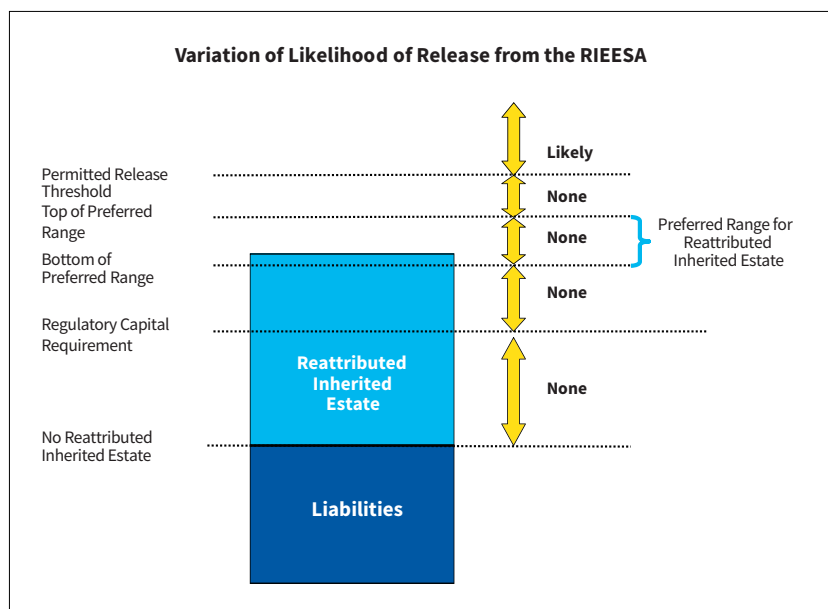 Variation of Likelihood of Release from the RIEESA
Likely
Permitted Release
Threshold
None
Top of Preferred
Range
None
Preferred Range for
Reattributed
Inherited Estate
Bottom of
Preferred Range
None
Regulatory Capital
Requirement
Reattributed
Inherited
Estate
None
No Reattributed
Inherited Estate
Liabilities